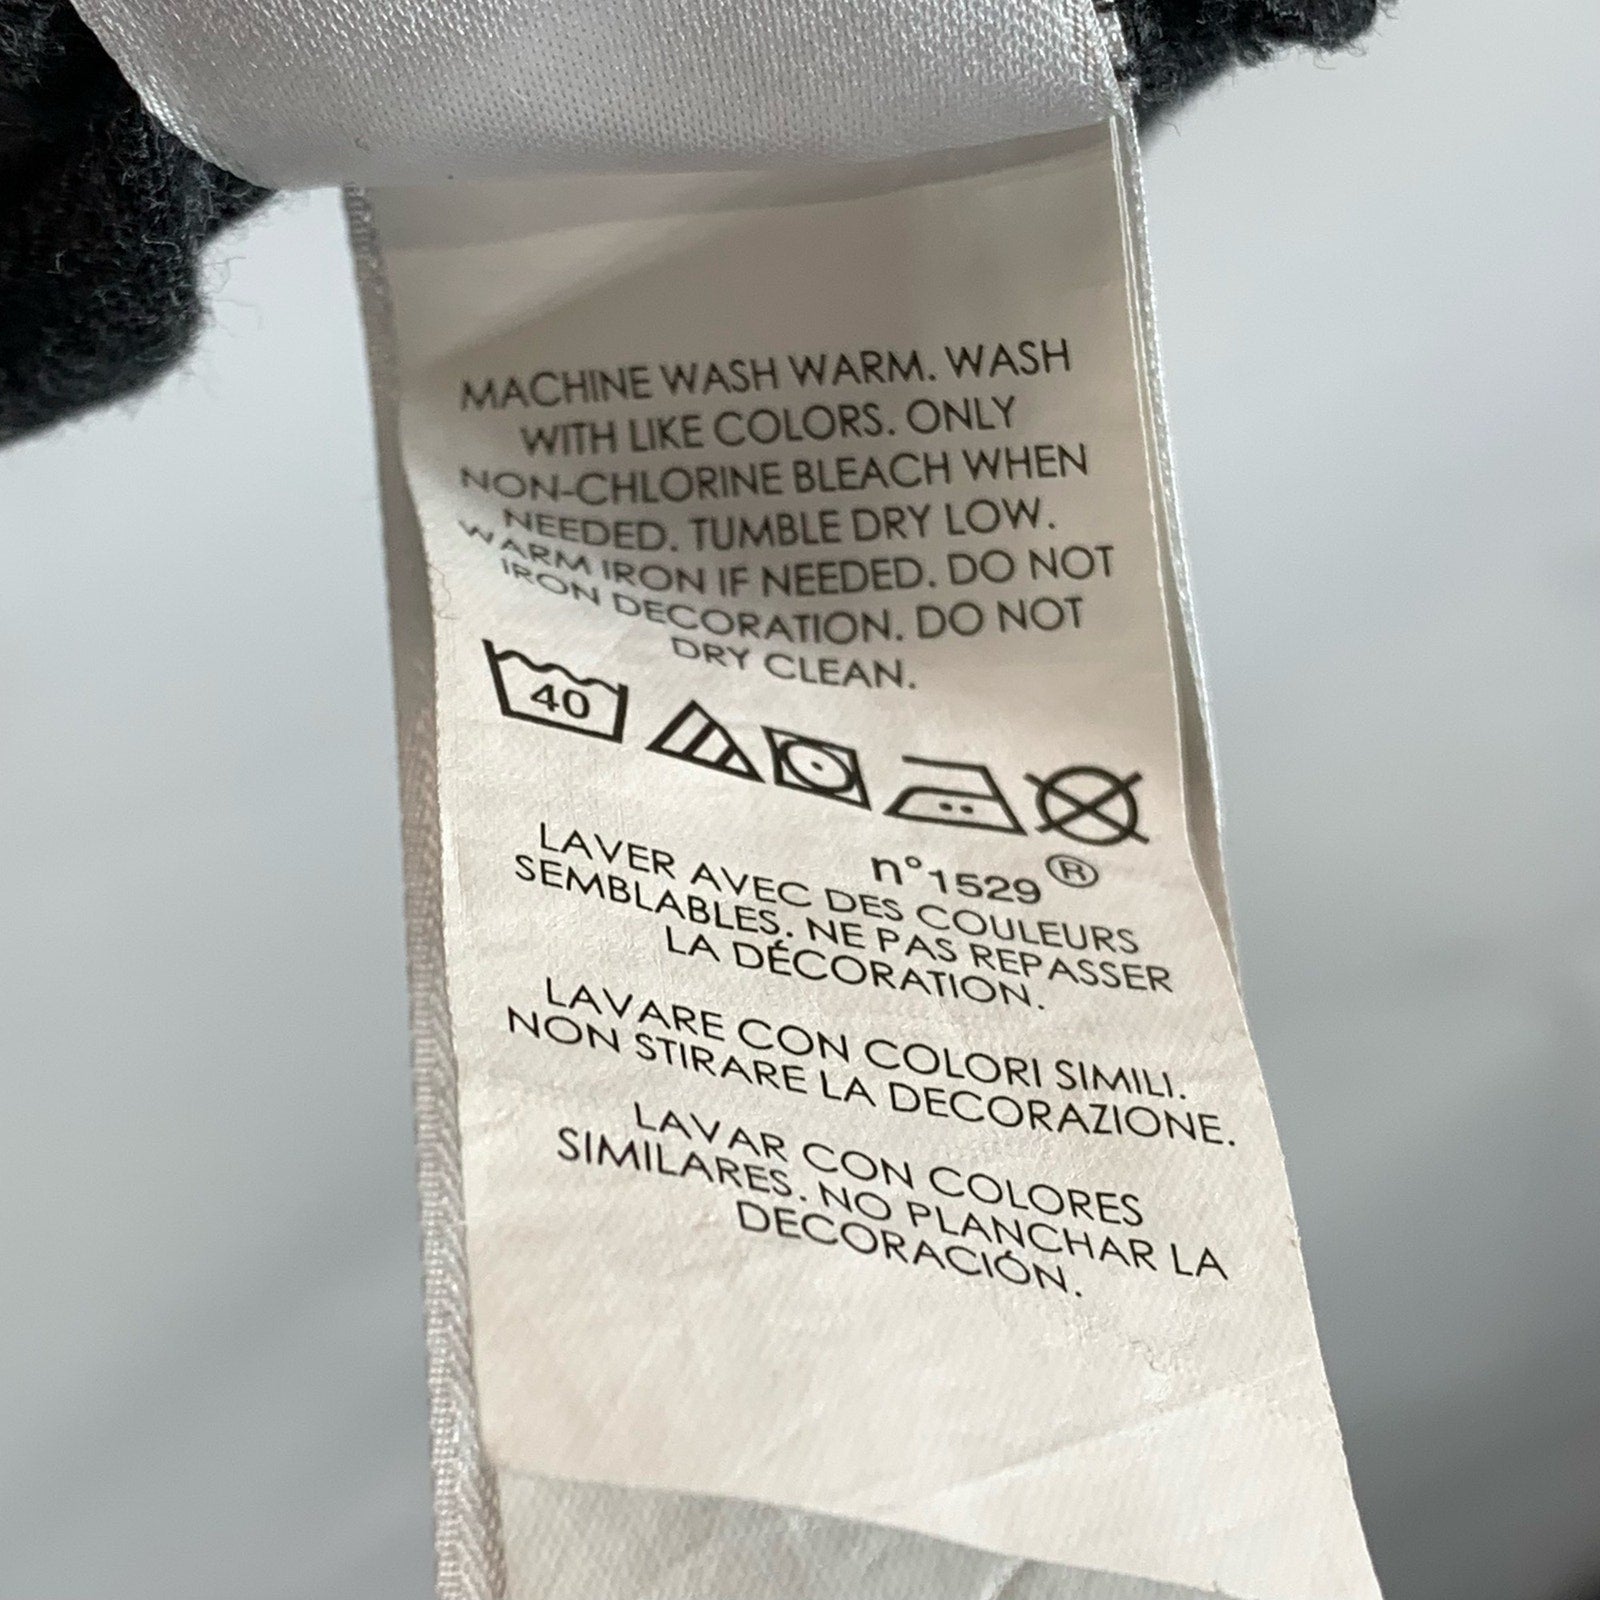 MACHINE WASH WARM. WASH
WITH LIKE COLORS. ONLY
NON-CHLORINE BLEACH WHEN
NEEDED. TUMBLE DRY LOW.
WARM IRON IF NEEDED. DO NOT
IRON DECORATION. DO NOT
DRY CLEAN.
40
n°1529®
LAVER AVEC DES COULEURS
SEMBLABLES. NE PAS REPASSER
LA DÉCORATION.
LAVARE CON COLORI SIMILI.
NON STIRARE LA DECORAZIONE.
LAVAR CON COLORES
SIMILARES. NO PLANCHAR LA
DECORACIÓN.